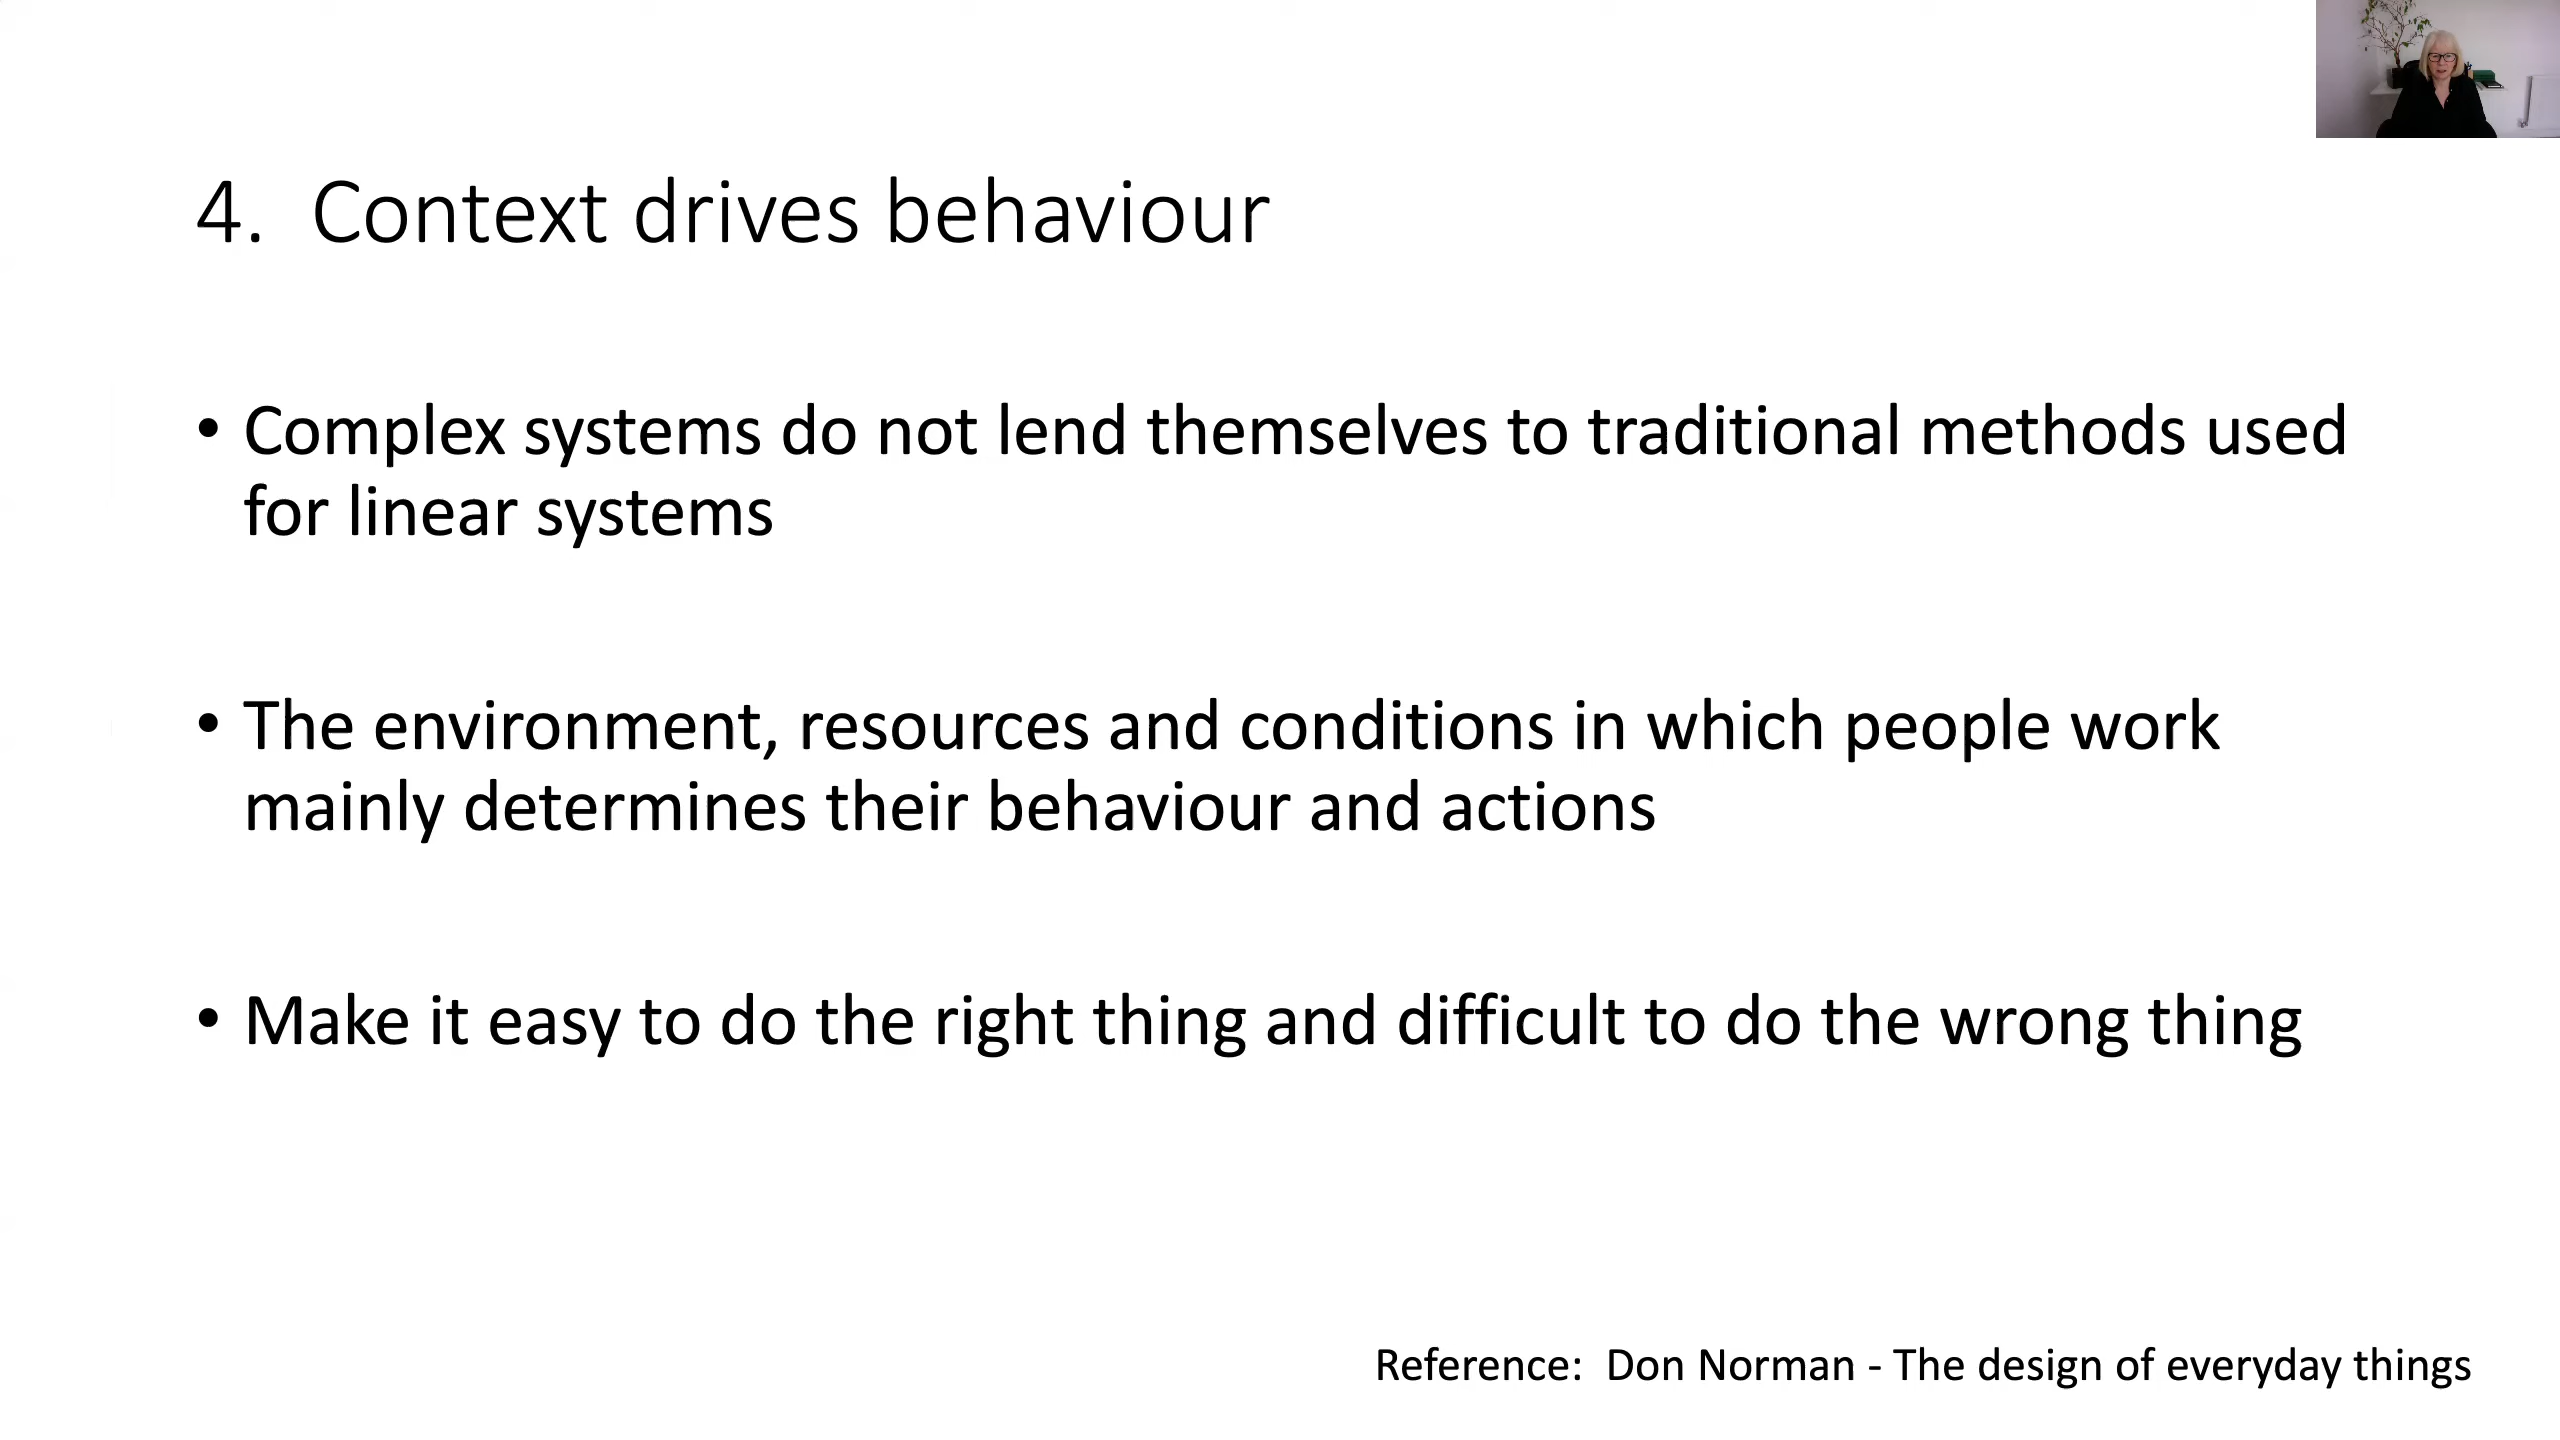 4. Context drives behaviour
• Complex systems do not lend themselves to traditional methods used
for linear systems
• The environment, resources and conditions in which people work
mainly determines their behaviour and actions
• Make it easy to do the right thing and difficult to do the wrong thing
Reference: Don Norman - The design of everyday things